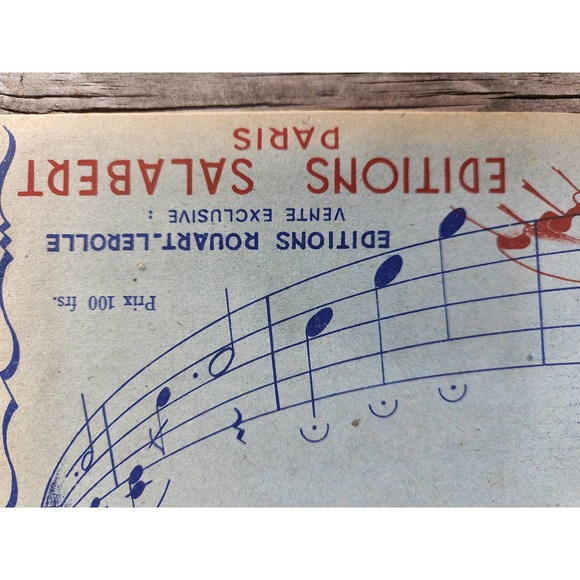 Prix 100 frs.
EDITIONS ROUART-LEROLLE
VENTE EXCLUSIVE :
EDITIONS SALABERT
PARIS